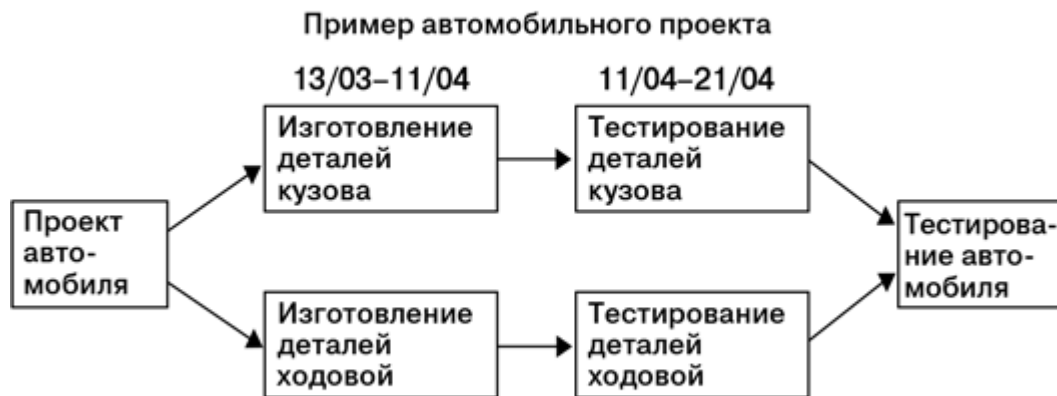 Пример автомобильного проекта
13/03–11/04
11/04–21/04
Изготовление
деталей
кузова
Тестирование
деталей
кузова
Проект
авто-
мобиля
Тестирова-
ние авто-
мобиля
Изготовление
деталей
ходовой
Тестирование
деталей
ходовой